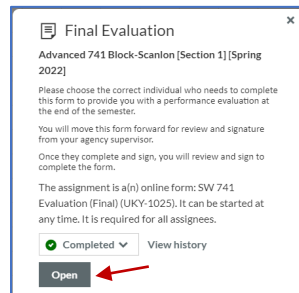 Final Evaluation
Advanced 741 Block-Scanlon [Section 1] [Spring
2022]
Please choose the correct individual who needs to complete
this form to provide you with a performance evaluation at
the end of the semester.
You will move this form forward for review and signature
from your agency supervisor.
Once they complete and sign, you will review and sign to
complete the form.
The assignment is a(n) online form: SW 741
Evaluation (Final) (UKY-1025). It can be started at
any time. It is required for all assignees.
Completed View history
Open